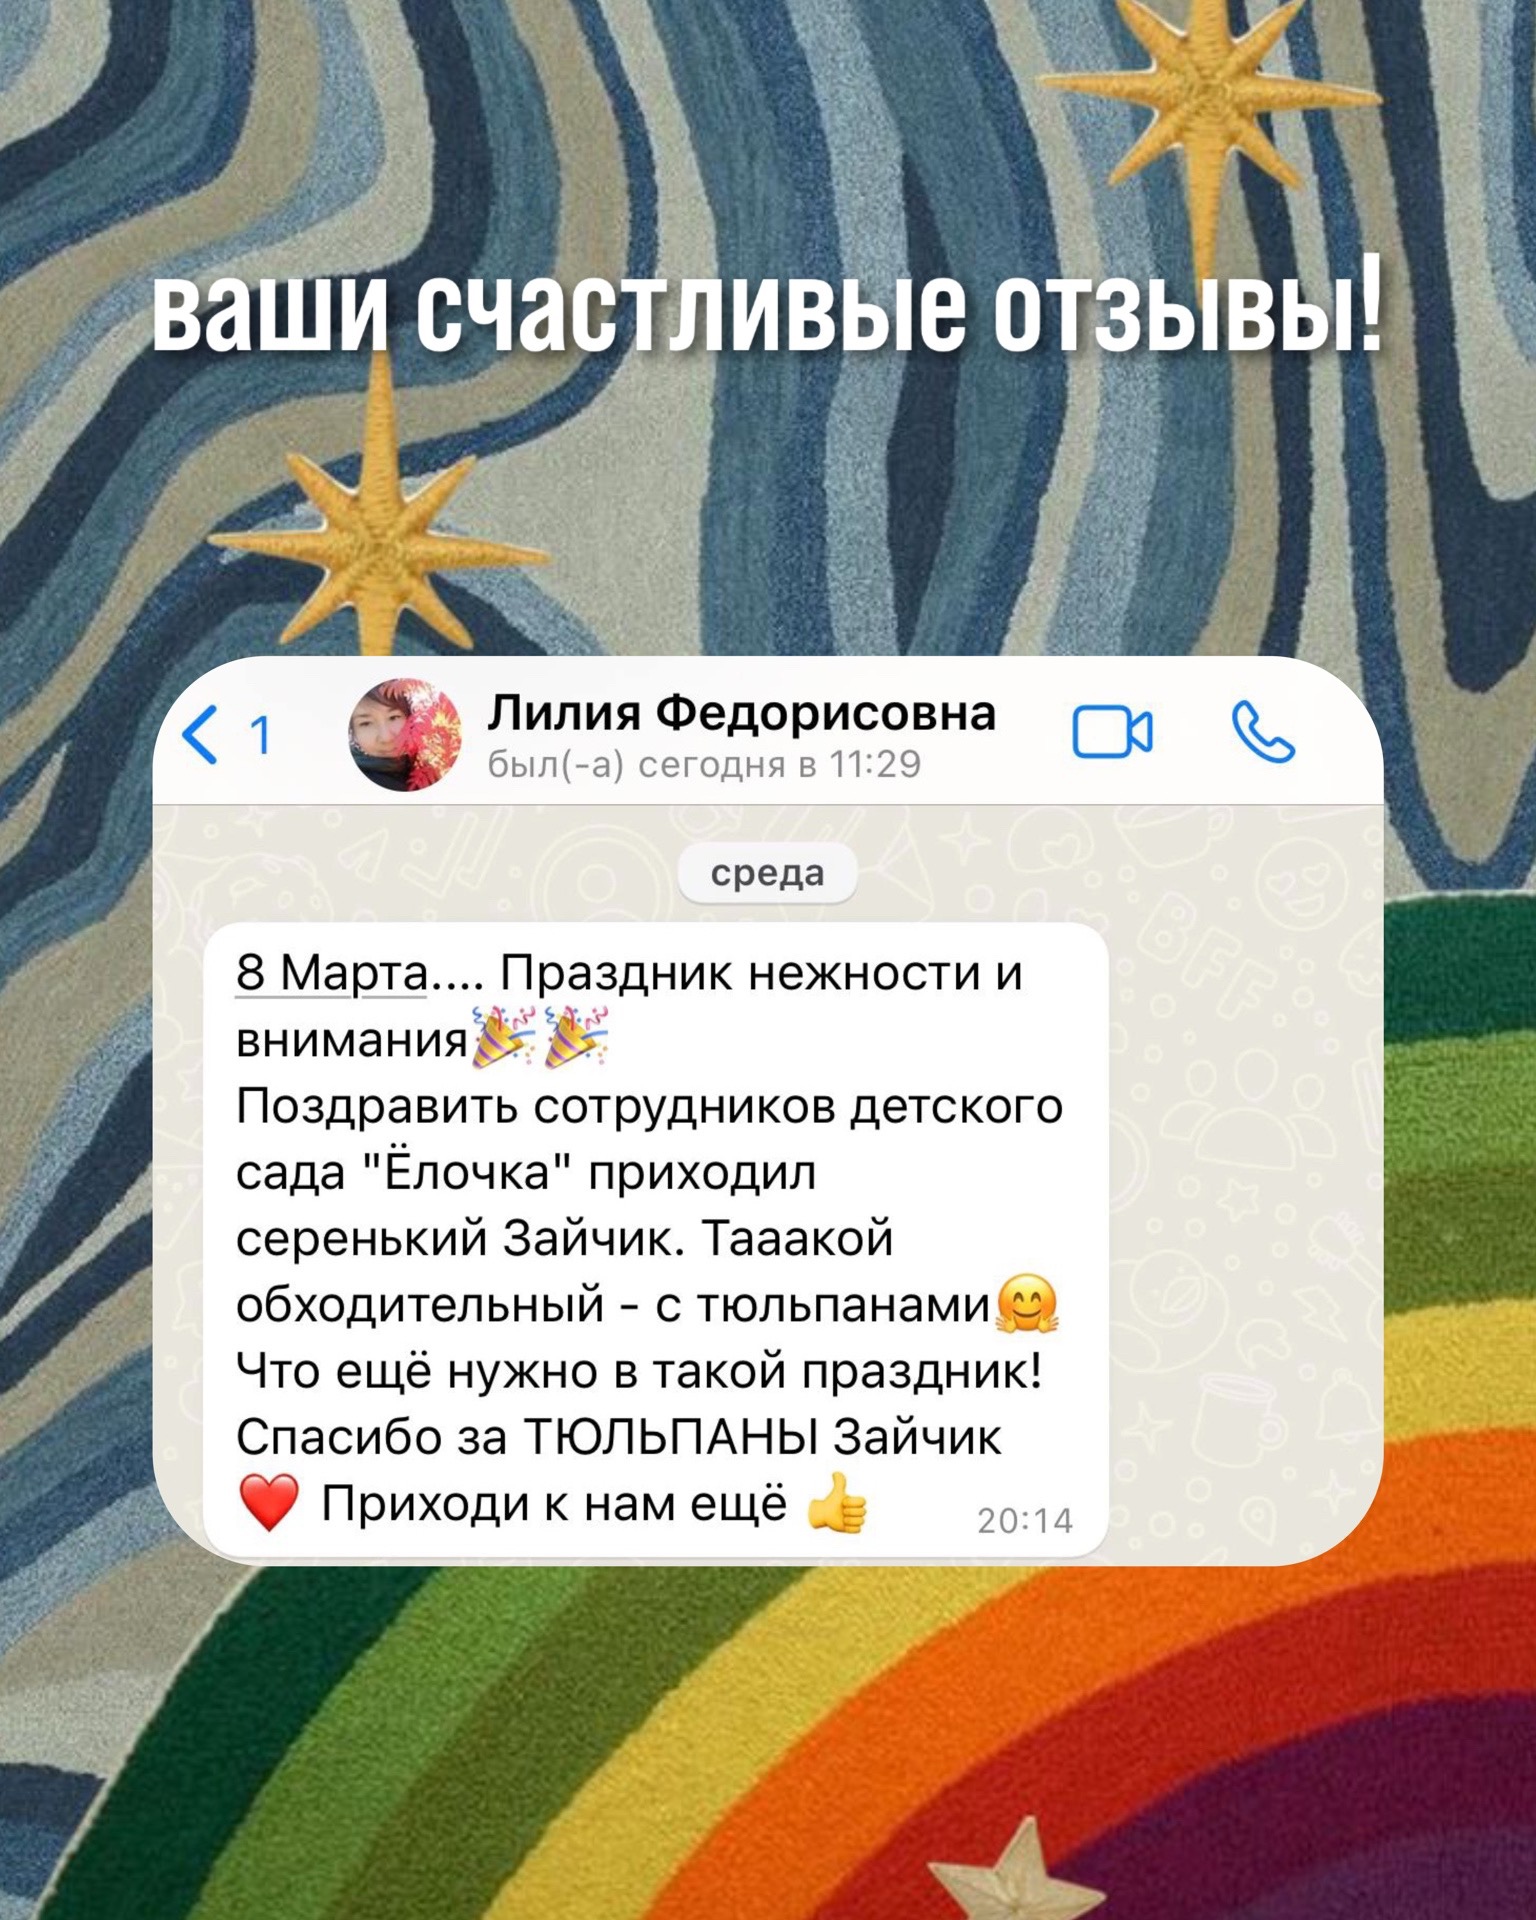 ваши счастливые отзывы!
1
Лилия Федорисовна
был(-а) сегодня в 11:29
среда
8 Марта.... Праздник нежности и
внимания🎉🎉
Поздравить сотрудников детского
сада "Ёлочка" приходил
серенький Зайчик. Тааакой
обходительный - с тюльпанами🤗
Что ещё нужно в такой праздник!
Спасибо за ТЮЛЬПАНЫ Зайчик
❤️ Приходи к нам ещё 👍
20:14
BFF